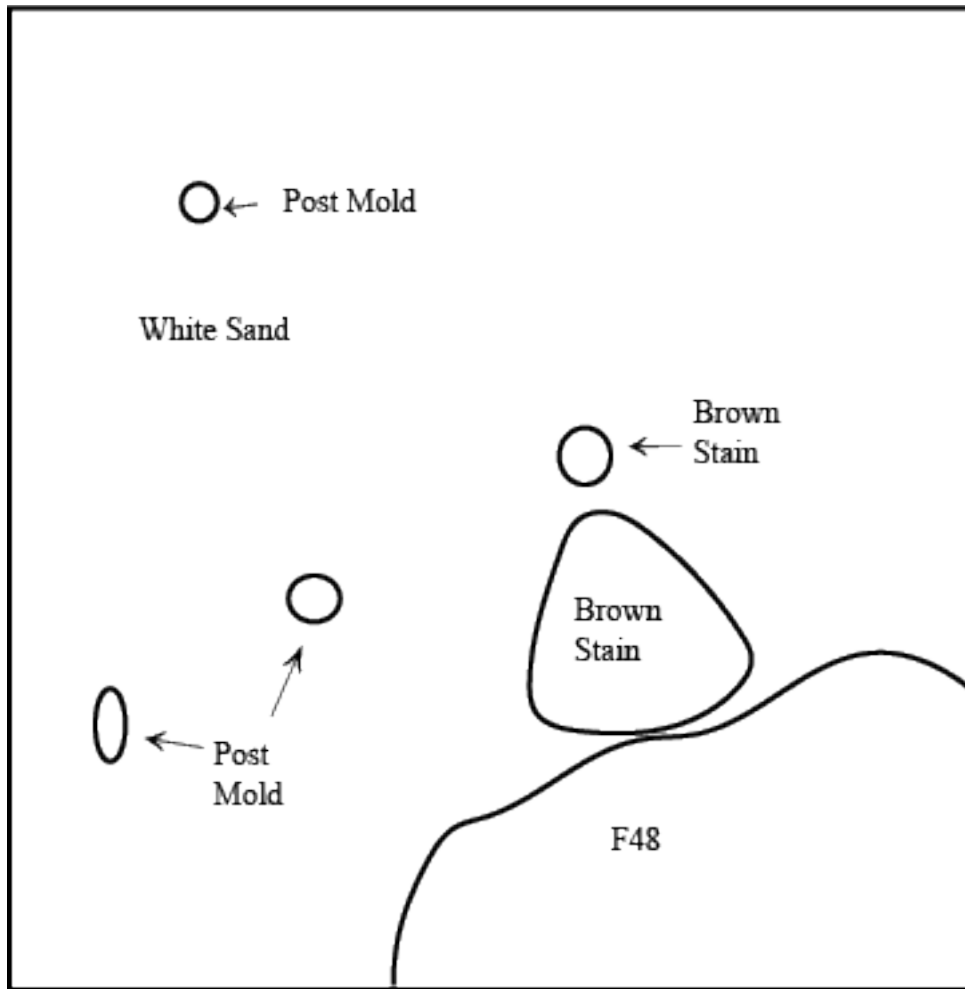 Post Mold
White Sand
Brown
Stain
Brown
Stain
Post
Mold
F48